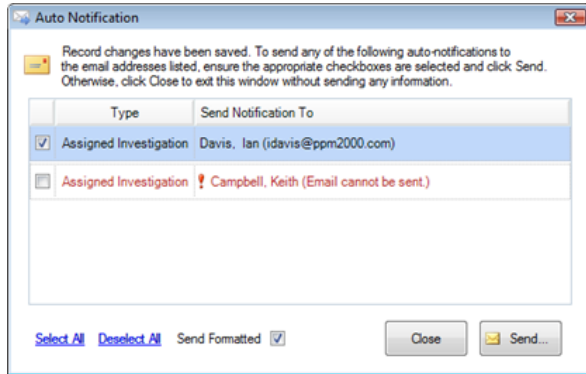 Auto Notification
Record changes have been saved. To send any of the following auto-notifications to
the email addresses listed, ensure the appropriate checkboxes are selected and click Send.
Otherwise, click Close to exit this window without sending any information.
Type Send Notification To
Assigned Investigation Davis, Ian (idavis@ppm2000.com)
Assigned Investigation ! Campbell, Keith (Email cannot be sent.)
Select All Deselect All Send Formatted Close Send...